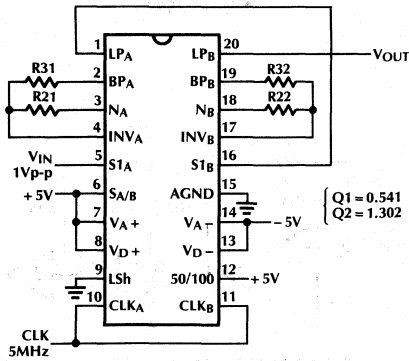 1 LPA LPB 20 VOUT
R31 2 BPA BPB 19 R32
R21 3 NA NB 18 R22
4 INVA INVB 17
VIN 1Vp-p 5 S1A S1B 16
+5V 6 SA/B AGND 15
7 VA+ VA− 14 −5V
8 VD+ VD− 13
9 LSh 50/100 12 +5V
10 CLKA CLKB 11
CLK
5MHz
Q1 = 0.541
Q2 = 1.302